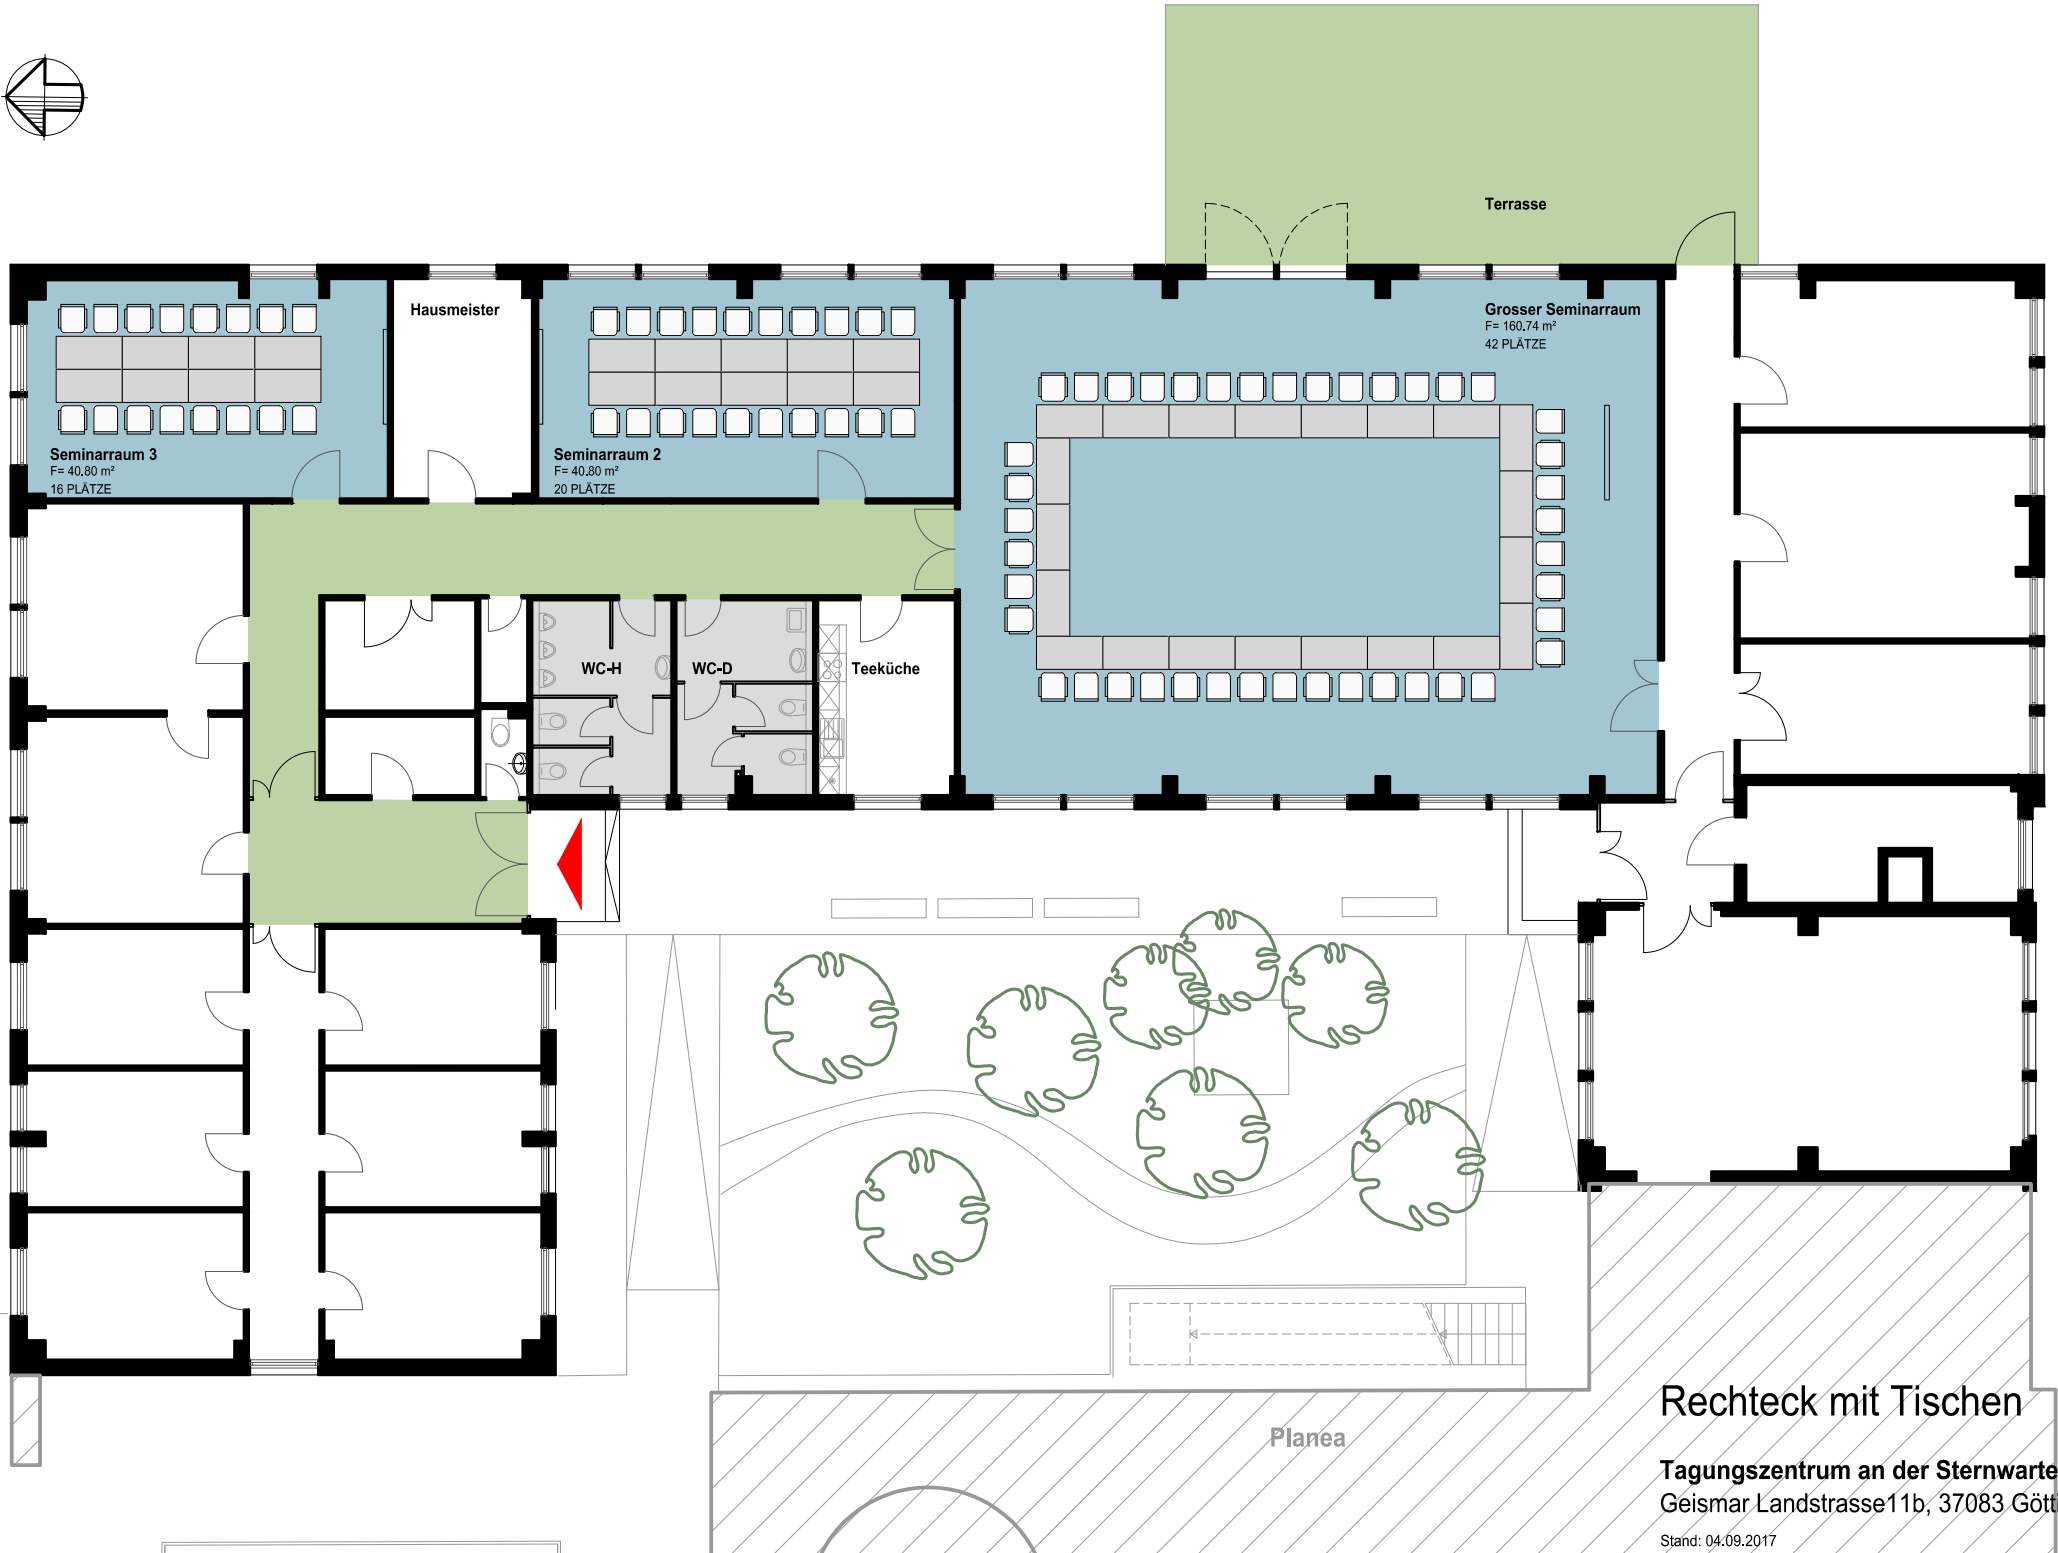 Terrasse
Hausmeister
Grosser Seminarraum
F= 160.74 m²
42 PLÄTZE
Seminarraum 3
F= 40.80 m²
16 PLÄTZE
Seminarraum 2
F= 40.80 m²
20 PLÄTZE
WC-H
WC-D
Teeküche
Rechteck mit Tischen
Planea
Tagungszentrum an der Sternwarte
Geismar Landstrasse11b, 37083 Gött
Stand: 04.09.2017